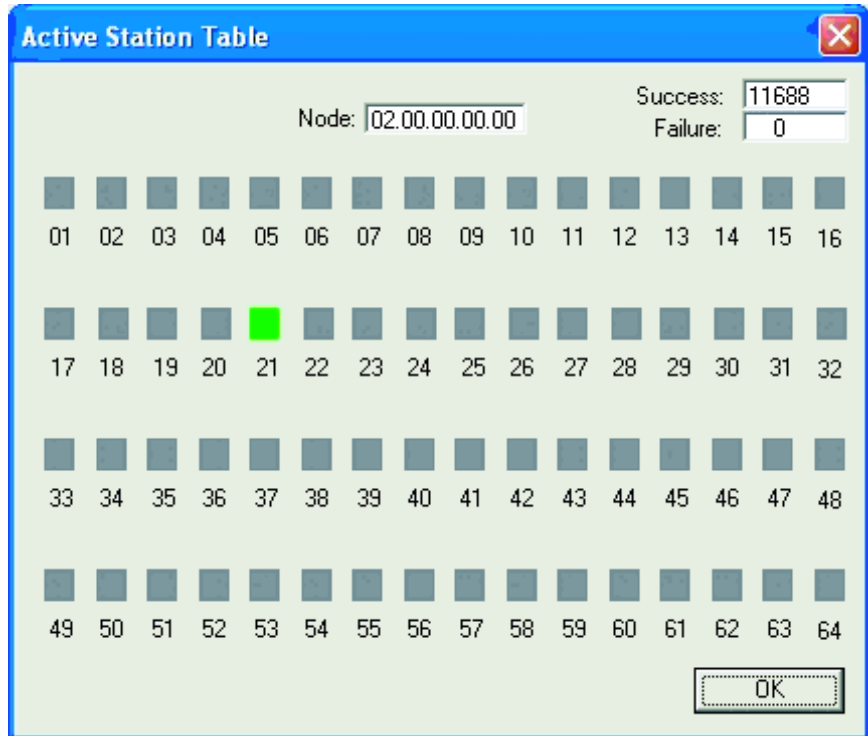 Active Station Table
Success: 11688
Node: 02.00.00.00.00
Failure: 0
01 02 03 04 05 06 07 08 09 10 11 12 13 14 15 16
17 18 19 20 21 22 23 24 25 26 27 28 29 30 31 32
33 34 35 36 37 38 39 40 41 42 43 44 45 46 47 48
49 50 51 52 53 54 55 56 57 58 59 60 61 62 63 64
OK